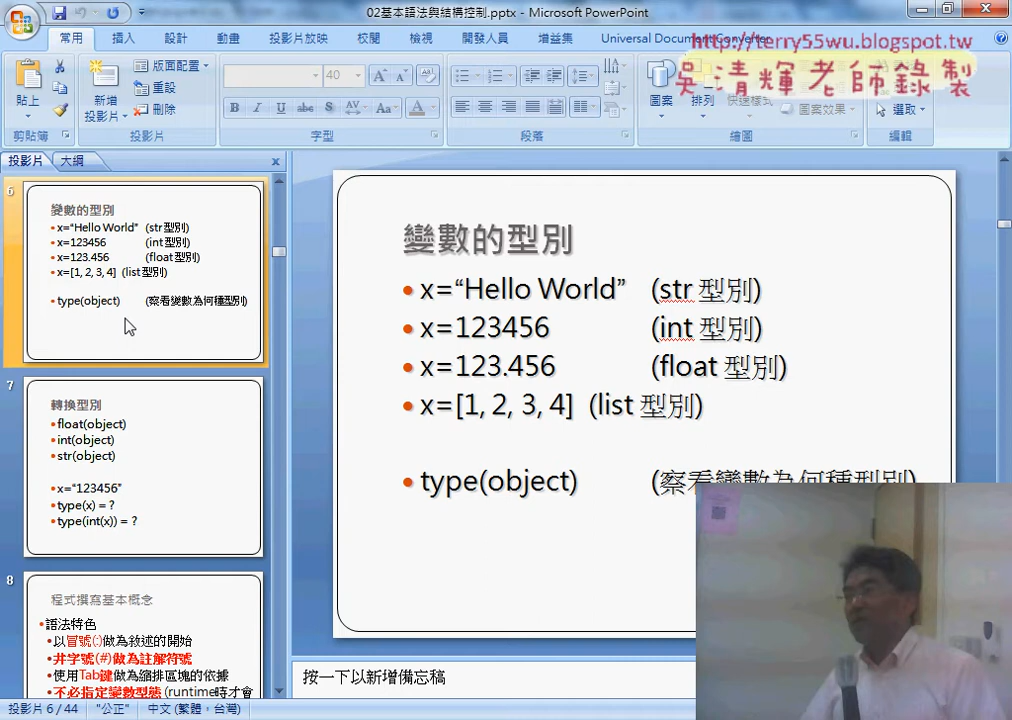 02基本語法與結構控制.pptx - Microsoft PowerPoint
常用 插入 設計 動畫 投影片放映 校閱 檢視 開發人員 增益集 Universal Document Converter
http://terry55wu.blogspot.tw
吳清輝老師錄製
貼上 新增投影片 版面配置 重設 刪除 40 圖案 排列 快速樣式 圖案效果 選取
剪貼簿 投影片 字型 段落 繪圖 編輯
投影片 大綱
6
變數的型別
x=“Hello World” (str型別)
x=123456 (int型別)
x=123.456 (float型別)
x=[1, 2, 3, 4] (list型別)
type(object) (察看變數為何種型別)
7
轉換型別
float(object)
int(object)
str(object)
x=“123456”
type(x) = ?
type(int(x)) = ?
8
程式撰寫基本概念
語法特色
以冒號(:)做為敘述的開始
井字號(#)做為註解符號
使用Tab鍵做為縮排區塊的依據
不必指定變數型態(runtime時才會
變數的型別
x=“Hello World” (str 型別)
x=123456 (int 型別)
x=123.456 (float 型別)
x=[1, 2, 3, 4] (list 型別)
type(object) (察看變數為何種型別)
按一下以新增備忘稿
投影片 6 / 44 "公正" 中文 (繁體，台灣)